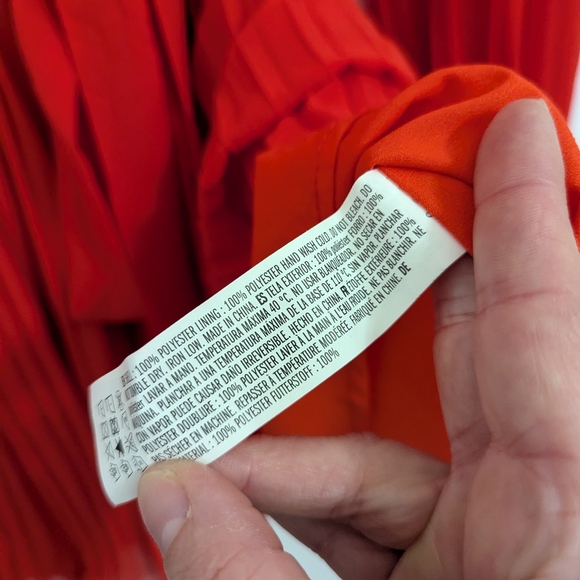 : 100% POLYESTER LINING : 100% POLYESTER HAND WASH COLD. DO NOT BLEACH. DO
TUMBLE DRY. IRON LOW. MADE IN CHINA. ES TELA EXTERIOR : 100% poliéster FORRO : 100%
LAVAR A MANO. TEMPERATURA MAXIMA 40 °C. NO USAR BLANQUEADOR. NO SECAR EN
PLANCHAR A UNA TEMPERATURA MÁXIMA DE LA BASE DE 110 °C SIN VAPOR. PLANCHAR
CON VAPOR PUEDE CAUSAR DAÑO IRREVERSIBLE. HECHO EN CHINA. FR ETOFFE EXTÉRIEURE : 100%
POLYESTER DOUBLURE : 100% POLYESTER LAVER À LA MAIN À L'EAU FROIDE. NE PAS BLANCHIR. NE
PAS SÉCHER EN MACHINE. REPASSER À TEMPÉRATURE MODÉRÉE. FABRIQUÉ EN CHINE. DE
MATERIAL : 100% POLYESTER FUTTERSTOFF : 100%